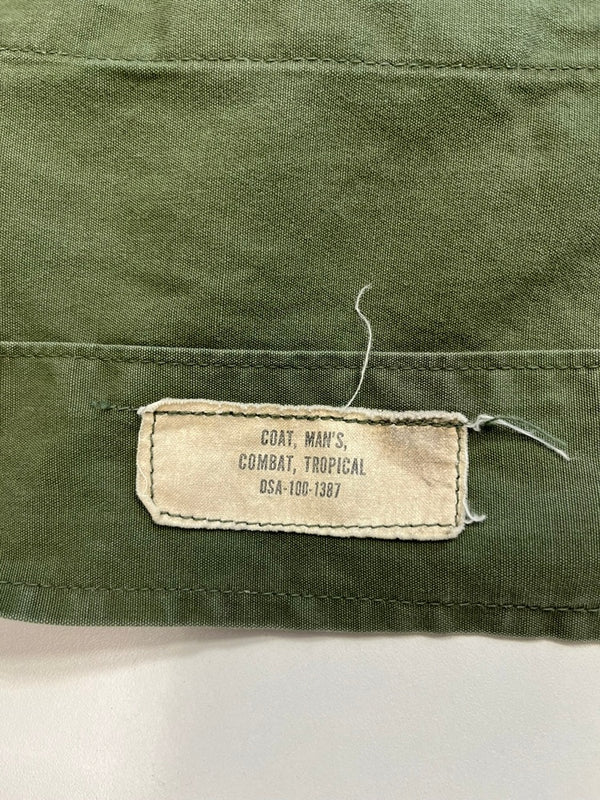 COAT, MAN'S,
COMBAT, TROPICAL
DSA-100-1387